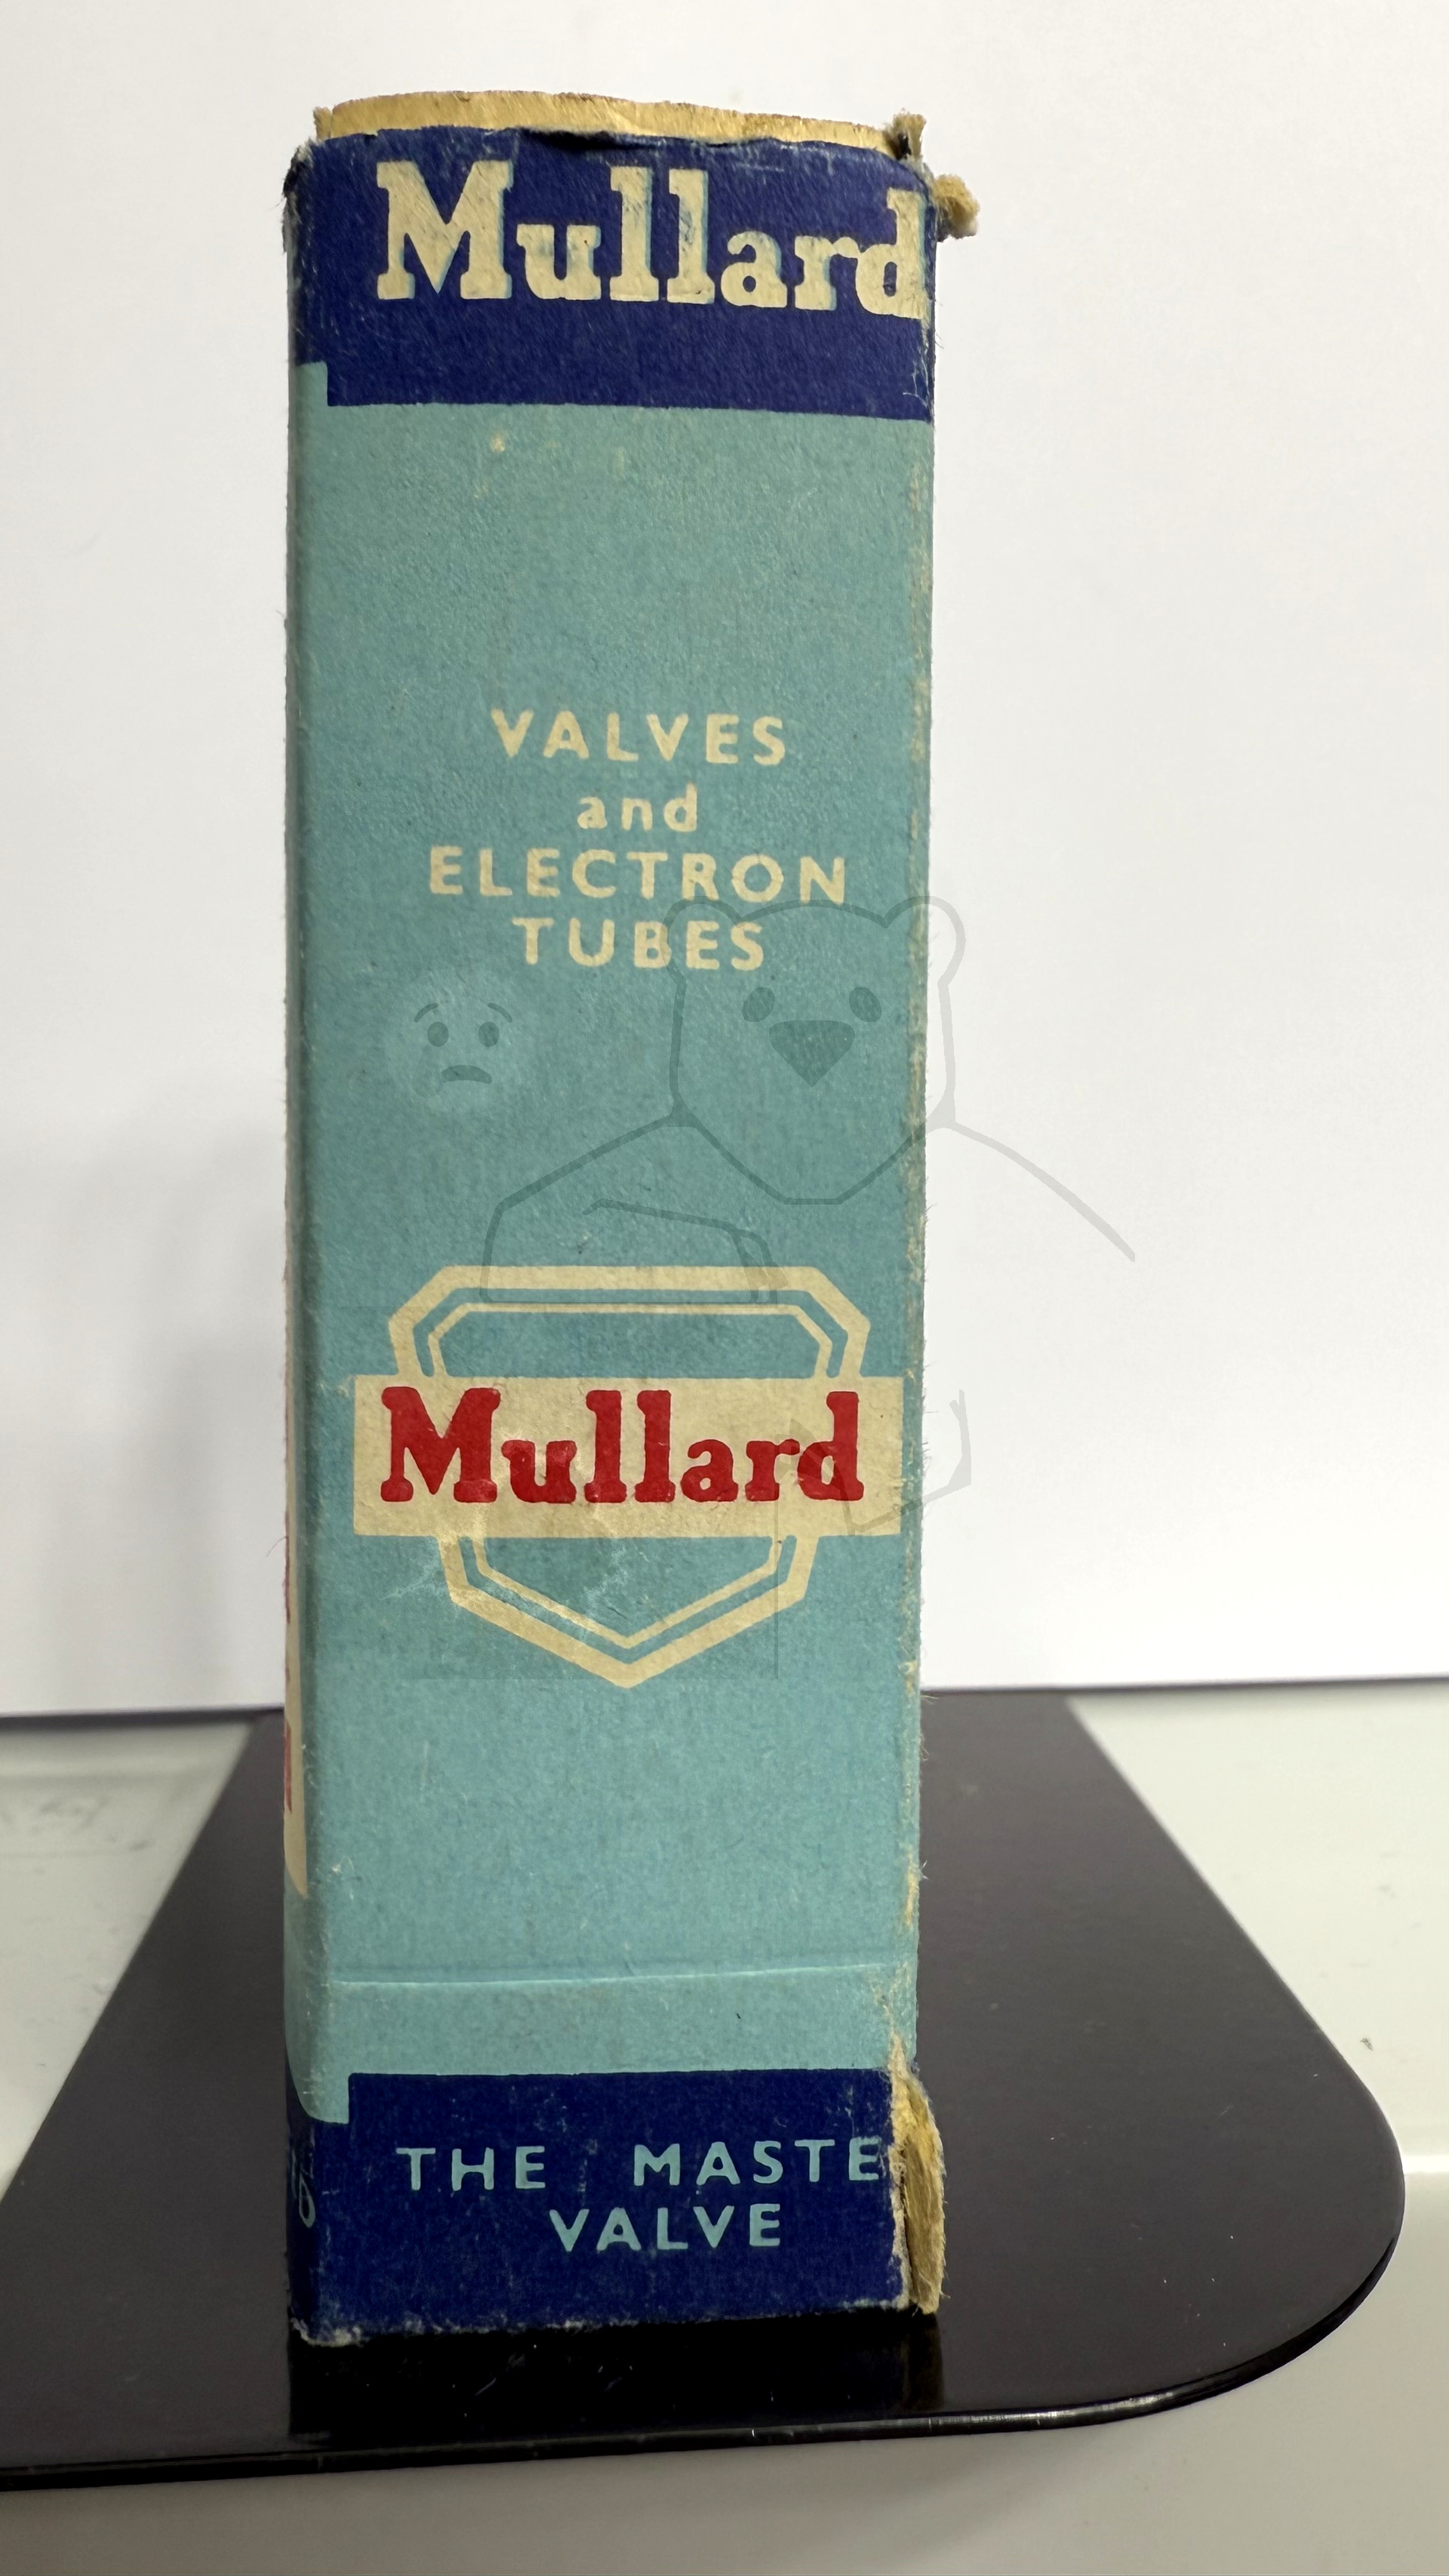 Mullard
VALVES
and
ELECTRON
TUBES
Mullard
THE MASTE
VALVE